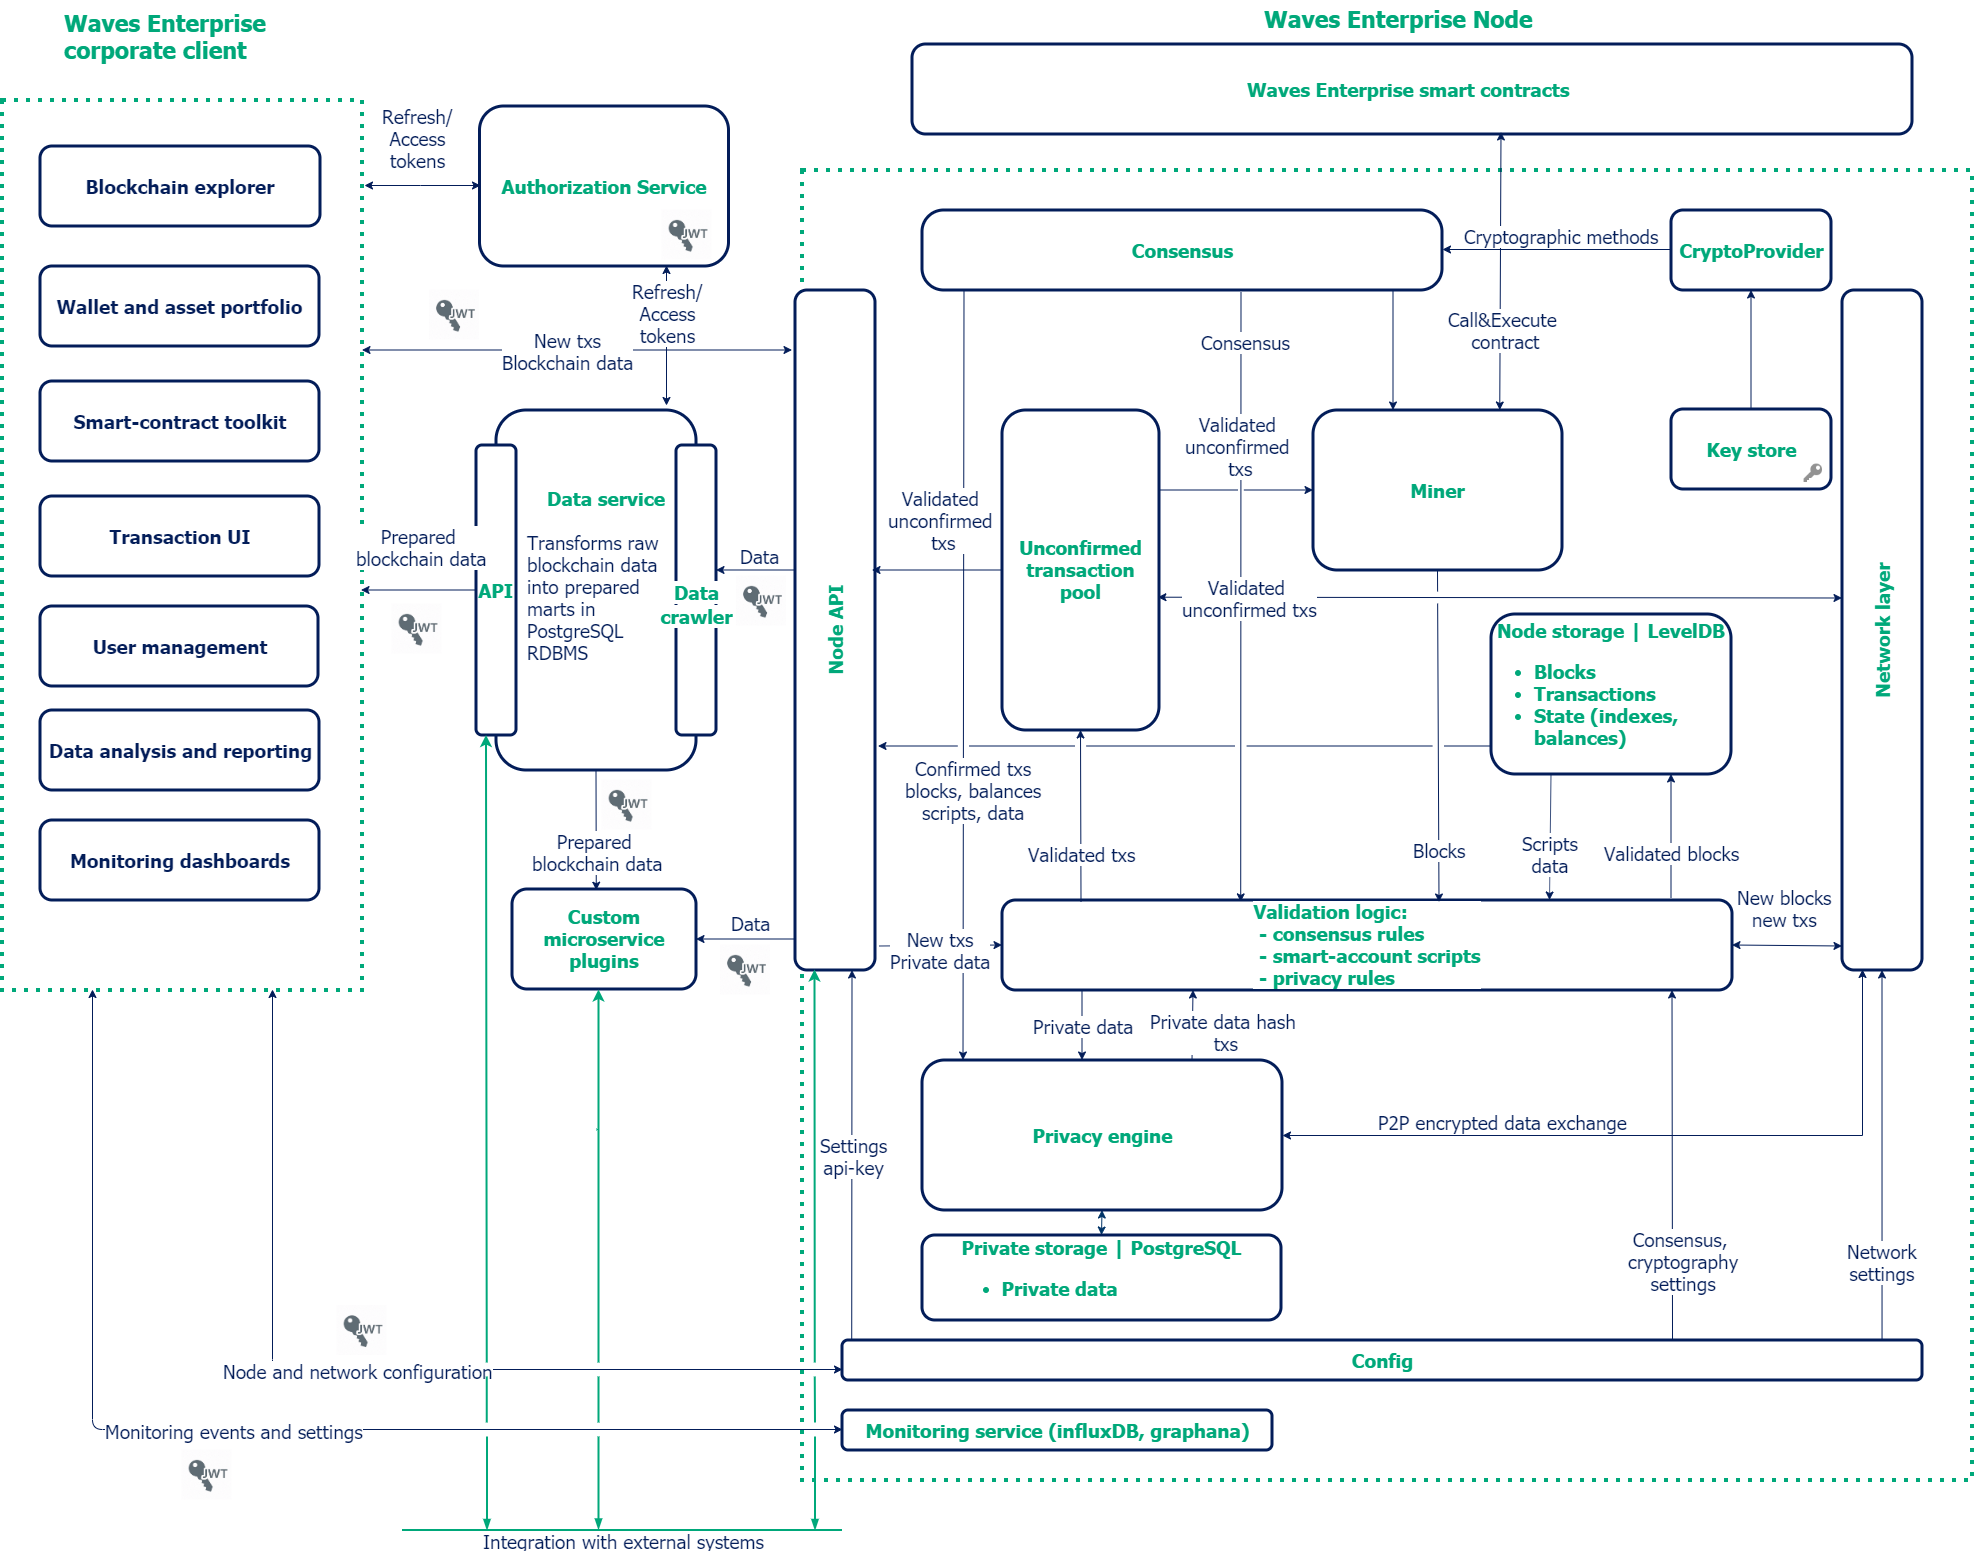 Waves Enterprise
corporate client
Waves Enterprise Node
Waves Enterprise smart contracts
Blockchain explorer
Wallet and asset portfolio
Smart-contract toolkit
Transaction UI
User management
Data analysis and reporting
Monitoring dashboards
Refresh/
Access
tokens
Authorization Service
JWT
Refresh/
Access
tokens
JWT
New txs
Blockchain data
Prepared
blockchain data
JWT
API
Data service
Transforms raw
blockchain data
into prepared
marts in
PostgreSQL
RDBMS
Data
crawler
Data
JWT
JWT
Prepared
blockchain data
Custom
microservice
plugins
Data
JWT
Node API
Consensus
Cryptographic methods
CryptoProvider
Key store
Consensus
Call&Execute
contract
Validated
unconfirmed
txs
Miner
Validated
unconfirmed
txs
Unconfirmed
transaction
pool
Validated
unconfirmed txs
Node storage | LevelDB
• Blocks
• Transactions
• State (indexes,
balances)
Network layer
Confirmed txs
blocks, balances
scripts, data
Validated txs
Blocks
Scripts
data
Validated blocks
New blocks
new txs
New txs
Private data
Validation logic:
- consensus rules
- smart-account scripts
- privacy rules
Private data
Private data hash
txs
Privacy engine
P2P encrypted data exchange
Settings
api-key
Private storage | PostgreSQL
• Private data
Consensus,
cryptography
settings
Network
settings
JWT
Node and network configuration
Config
Monitoring events and settings
JWT
Monitoring service (influxDB, graphana)
Integration with external systems